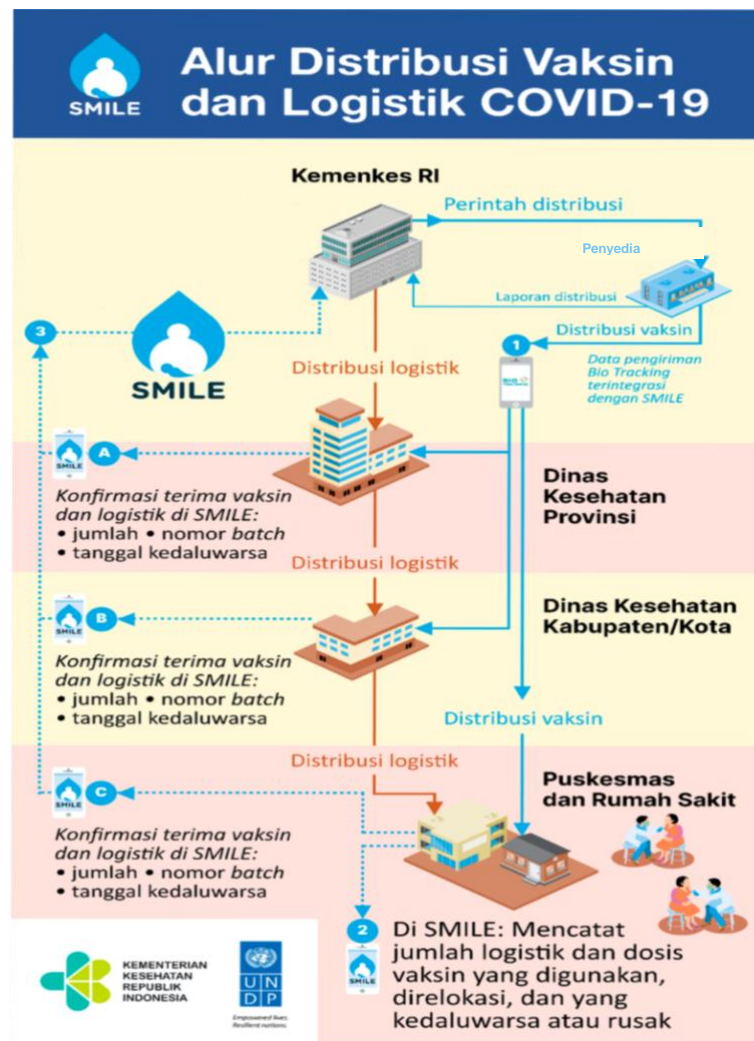 SMILE
Alur Distribusi Vaksin
dan Logistik COVID-19
Kemenkes RI
Perintah distribusi
Penyedia
Laporan distribusi
Distribusi vaksin
1
Data pengiriman
Bio Tracking
terintegrasi
dengan SMILE
3
SMILE
Distribusi logistik
A
SMILE
Konfirmasi terima vaksin
dan logistik di SMILE:
• jumlah • nomor batch
• tanggal kedaluwarsa
Dinas
Kesehatan
Provinsi
Distribusi logistik
B
SMILE
Konfirmasi terima vaksin
dan logistik di SMILE:
• jumlah • nomor batch
• tanggal kedaluwarsa
Dinas Kesehatan
Kabupaten/Kota
Distribusi vaksin
Distribusi logistik
C
SMILE
Konfirmasi terima vaksin
dan logistik di SMILE:
• jumlah • nomor batch
• tanggal kedaluwarsa
Puskesmas
dan Rumah Sakit
2
SMILE
Di SMILE: Mencatat
jumlah logistik dan dosis
vaksin yang digunakan,
direlokasi, dan yang
kedaluwarsa atau rusak
KEMENTERIAN
KESEHATAN
REPUBLIK
INDONESIA
U N
D P
Empowered lives.
Resilient nations.